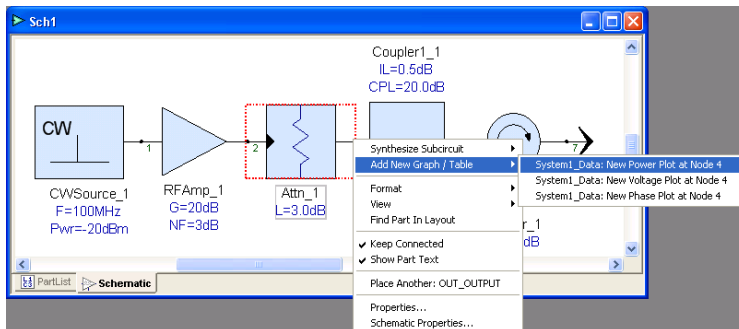 Sch1
Coupler1_1
IL=0.5dB
CPL=20.0dB
CW
1
2
7
CWSource_1
F=100MHz
Pwr=-20dBm
RFAmp_1
G=20dB
NF=3dB
Attn_1
L=3.0dB
r_1
dB
Synthesize Subcircuit
Add New Graph / Table
Format
View
Find Part In Layout
Keep Connected
Show Part Text
Place Another: OUT_OUTPUT
Properties...
Schematic Properties...
System1_Data: New Power Plot at Node 4
System1_Data: New Voltage Plot at Node 4
System1_Data: New Phase Plot at Node 4
PartList
Schematic